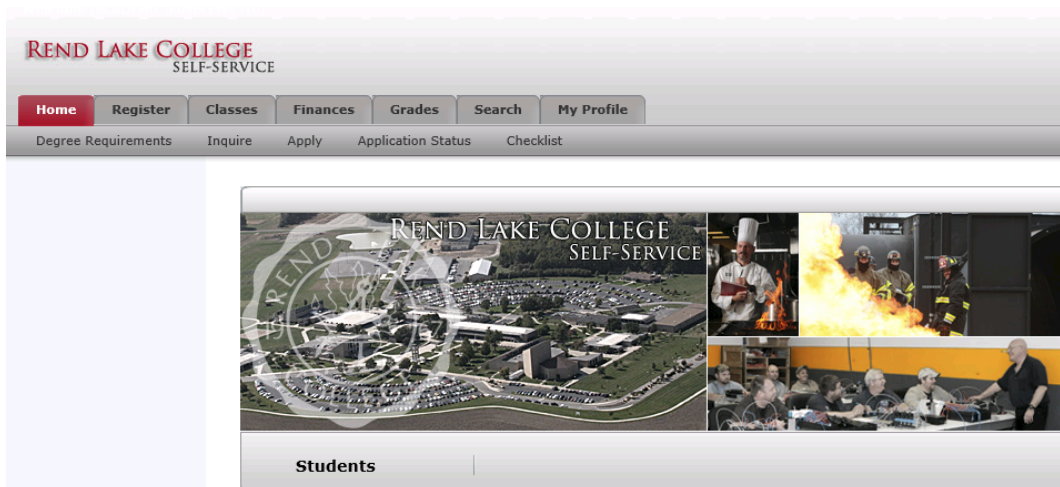 REND LAKE COLLEGE
SELF-SERVICE
Home Register Classes Finances Grades Search My Profile
Degree Requirements Inquire Apply Application Status Checklist
REND LAKE COLLEGE
SELF-SERVICE
REND
Students